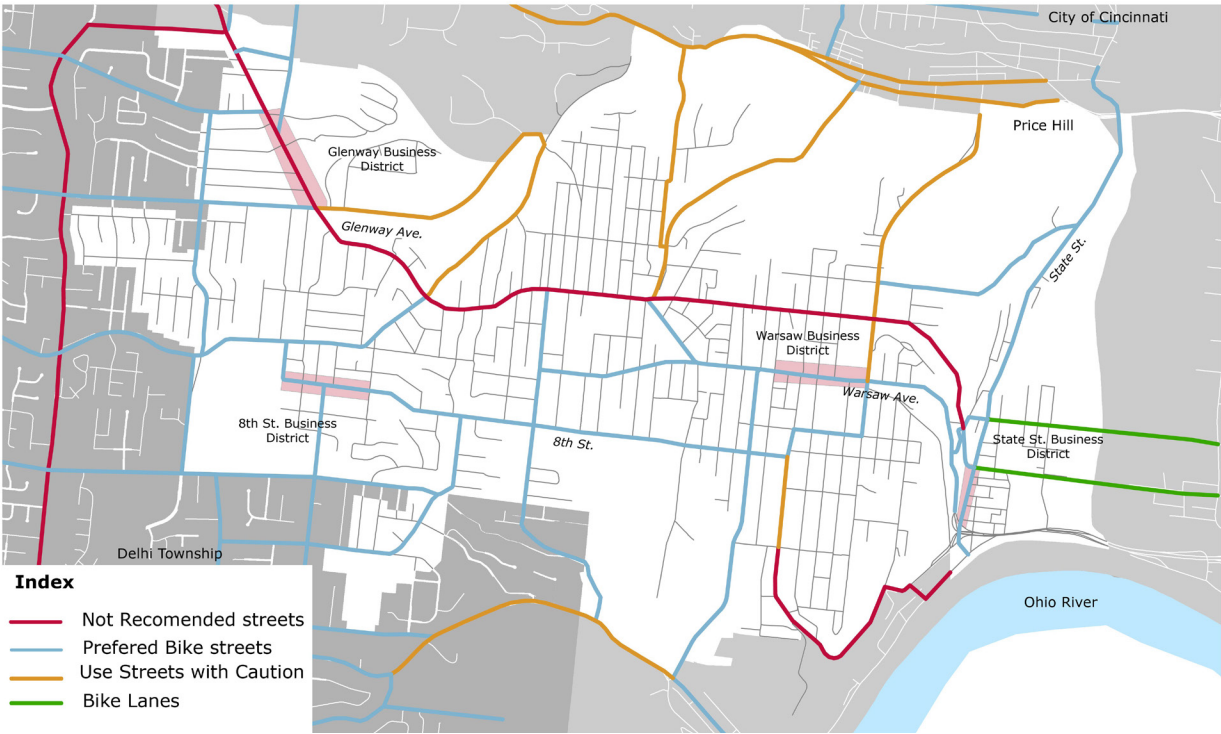 City of Cincinnati
Price Hill
Glenway Business
District
Glenway Ave.
State St.
Warsaw Business
District
Warsaw Ave.
8th St. Business
District
8th St.
State St. Business
District
Delhi Township
Ohio River
Index
Not Recomended streets
Prefered Bike streets
Use Streets with Caution
Bike Lanes